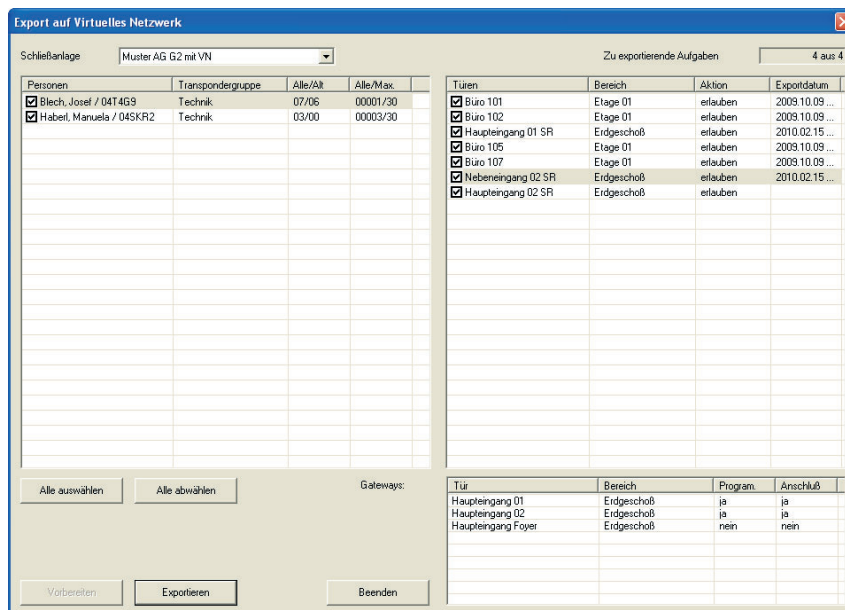 Export auf Virtuelles Netzwerk
Schließanlage Muster AG G2 mit VN Zu exportierende Aufgaben 4 aus 4
Personen Transpondergruppe Alle/Alt Alle/Max.
Blech, Josef / 04T4G9 Technik 07/06 00001/30
Haberl, Manuela / 04SKR2 Technik 03/00 00003/30
Türen Bereich Aktion Exportdatum
Büro 101 Etage 01 erlauben 2009.10.09 ...
Büro 102 Etage 01 erlauben 2009.10.09 ...
Haupteingang 01 SR Erdgeschoß erlauben 2010.02.15 ...
Büro 105 Etage 01 erlauben 2009.10.09 ...
Büro 107 Etage 01 erlauben 2009.10.09 ...
Nebeneingang 02 SR Erdgeschoß erlauben 2010.02.15 ...
Haupteingang 02 SR Erdgeschoß erlauben
Alle auswählen Alle abwählen Gateways:
Tür Bereich Program. Anschluß
Haupteingang 01 Erdgeschoß ja ja
Haupteingang 02 Erdgeschoß ja ja
Haupteingang Foyer Erdgeschoß nein nein
Vorbereiten Exportieren Beenden